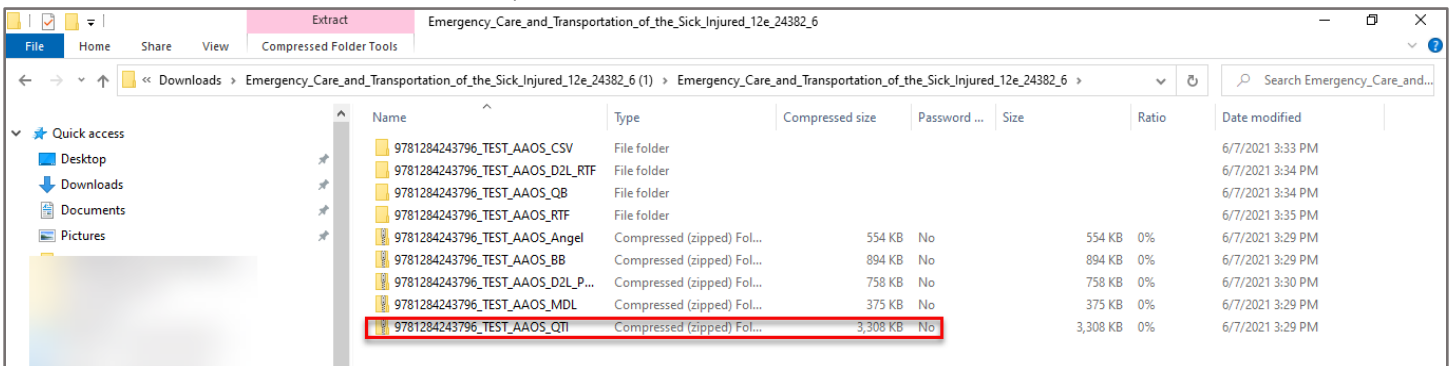 Extract Emergency_Care_and_Transportation_of_the_Sick_Injured_12e_24382_6
File Home Share View Compressed Folder Tools
« Downloads > Emergency_Care_and_Transportation_of_the_Sick_Injured_12e_24382_6 (1) > Emergency_Care_and_Transportation_of_the_Sick_Injured_12e_24382_6 > Search Emergency_Care_and...
Name Type Compressed size Password ... Size Ratio Date modified
Quick access
9781284243796_TEST_AAOS_CSV File folder 6/7/2021 3:33 PM
Desktop
9781284243796_TEST_AAOS_D2L_RTF File folder 6/7/2021 3:34 PM
Downloads
9781284243796_TEST_AAOS_QB File folder 6/7/2021 3:34 PM
Documents
9781284243796_TEST_AAOS_RTF File folder 6/7/2021 3:35 PM
Pictures
9781284243796_TEST_AAOS_Angel Compressed (zipped) Fol... 554 KB No 554 KB 0% 6/7/2021 3:29 PM
9781284243796_TEST_AAOS_BB Compressed (zipped) Fol... 894 KB No 894 KB 0% 6/7/2021 3:29 PM
9781284243796_TEST_AAOS_D2L_P... Compressed (zipped) Fol... 758 KB No 758 KB 0% 6/7/2021 3:30 PM
9781284243796_TEST_AAOS_MDL Compressed (zipped) Fol... 375 KB No 375 KB 0% 6/7/2021 3:29 PM
9781284243796_TEST_AAOS_QTI Compressed (zipped) Fol... 3,308 KB No 3,308 KB 0% 6/7/2021 3:29 PM